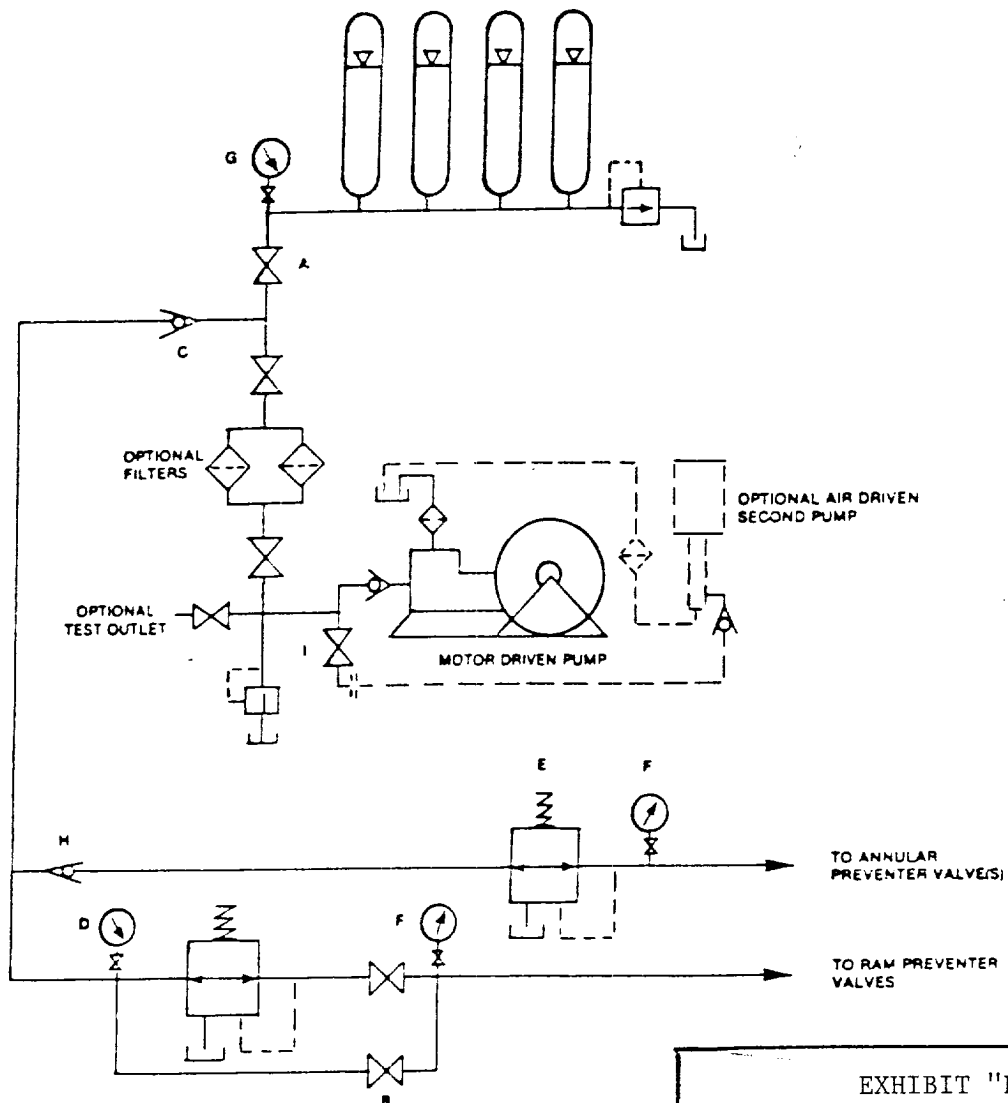 G
A
C
OPTIONAL
FILTERS
OPTIONAL AIR DRIVEN
SECOND PUMP
OPTIONAL
TEST OUTLET
I
MOTOR DRIVEN PUMP
E
F
H
TO ANNULAR
PREVENTER VALVE(S)
D
F
TO RAM PREVENTER
VALVES
B
EXHIBIT